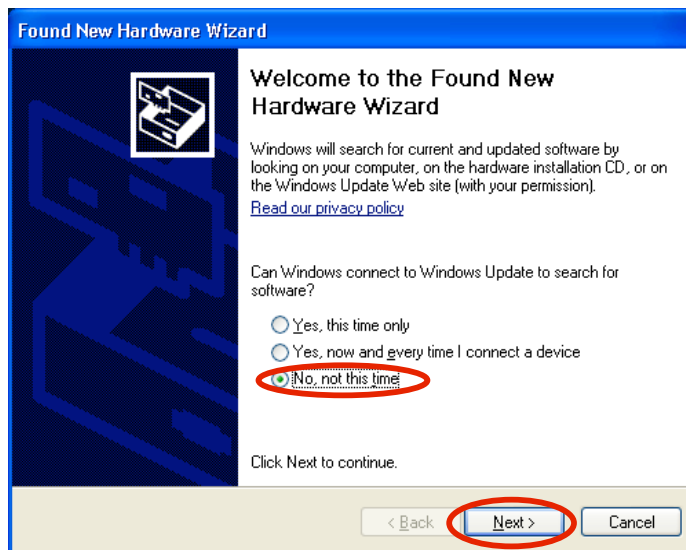 Found New Hardware Wizard
Welcome to the Found New
Hardware Wizard
Windows will search for current and updated software by
looking on your computer, on the hardware installation CD, or on
the Windows Update Web site (with your permission).
Read our privacy policy
Can Windows connect to Windows Update to search for
software?
Yes, this time only
Yes, now and every time I connect a device
No, not this time
Click Next to continue.
< Back Next > Cancel